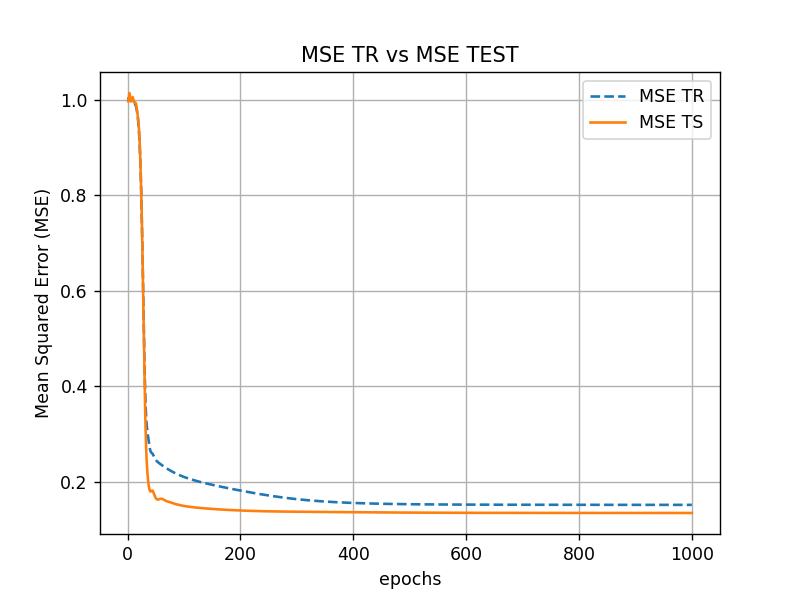 MSE TR vs MSE TEST
MSE TR
MSE TS
Mean Squared Error (MSE)
1.0
0.8
0.6
0.4
0.2
0 200 400 600 800 1000
epochs